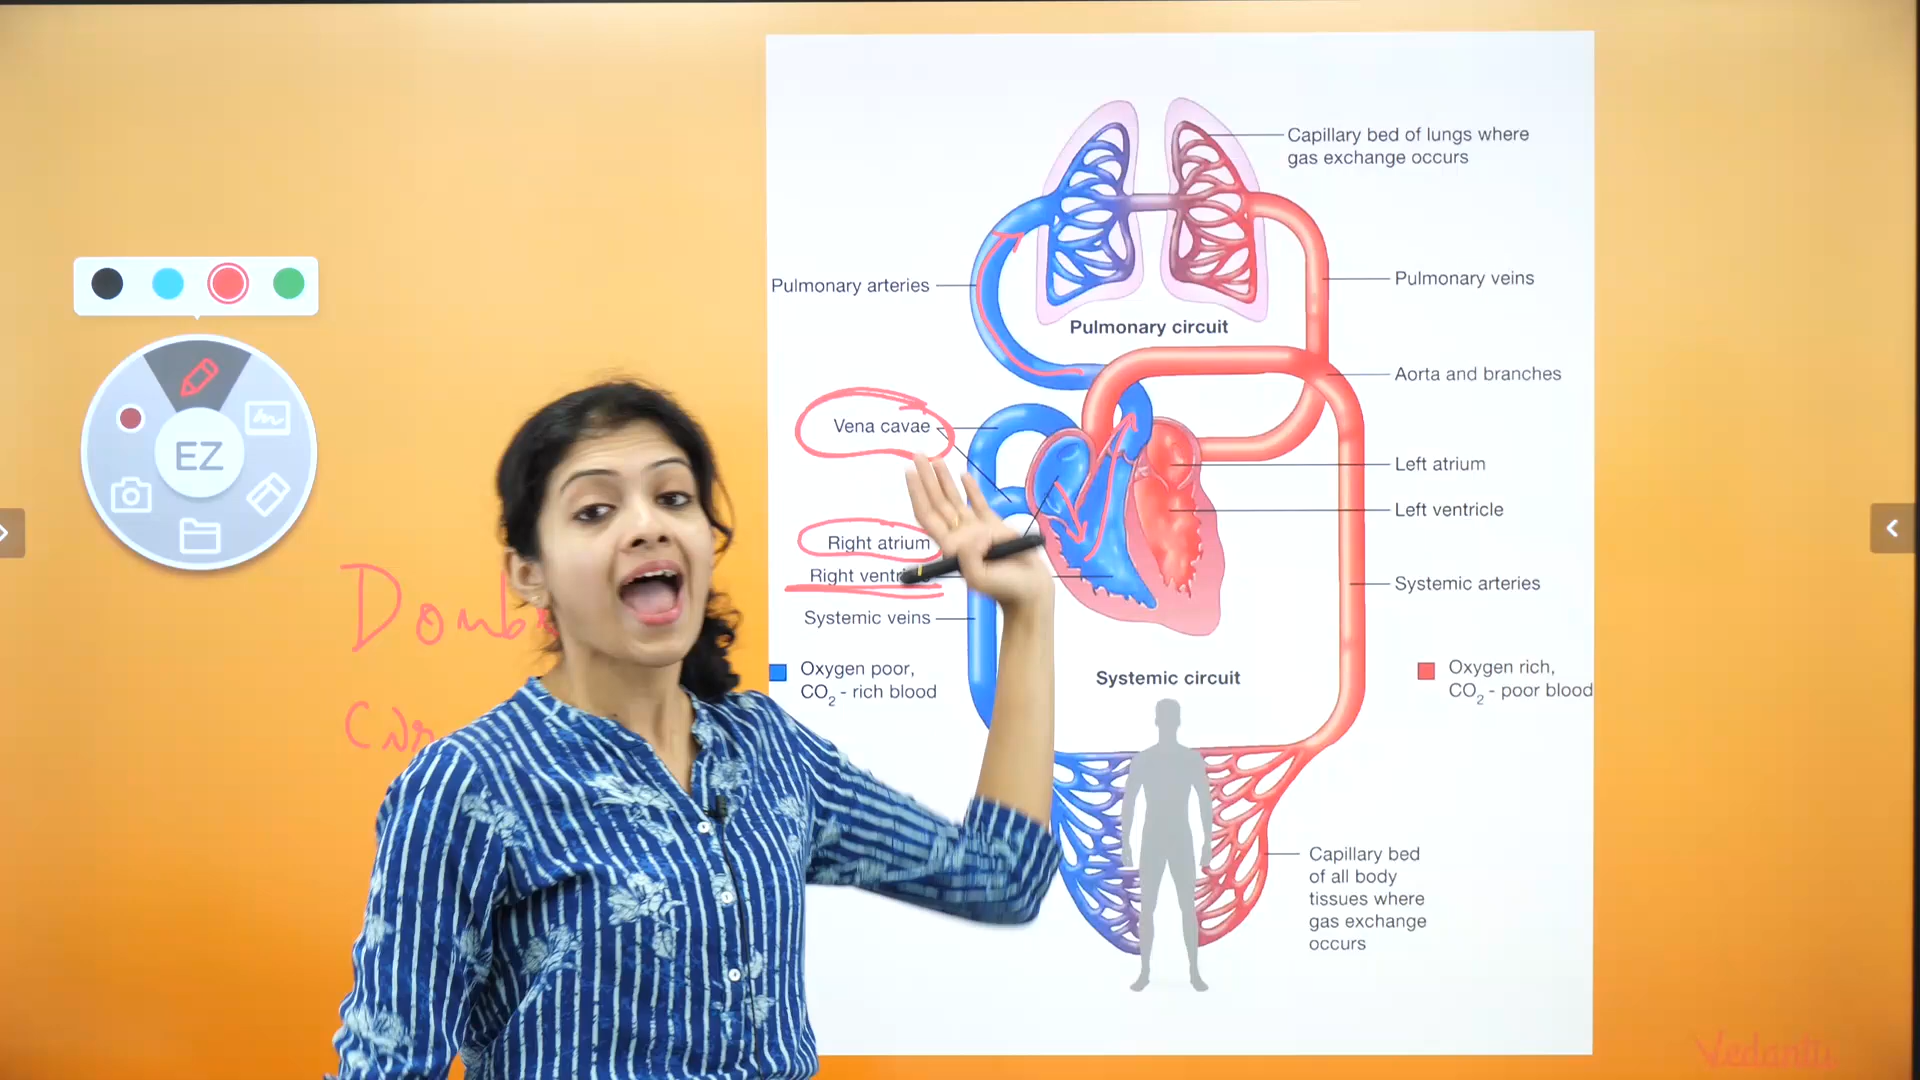 Capillary bed of lungs where
gas exchange occurs
Pulmonary arteries
Pulmonary veins
Pulmonary circuit
Aorta and branches
Vena cavae
Left atrium
Left ventricle
Right atrium
Right
Systemic arteries
Systemic veins
Oxygen poor,
CO2 - rich blood
Systemic circuit
Oxygen rich,
CO2 - poor blood
Capillary bed
of all body
tissues where
gas exchange
occurs
EZ